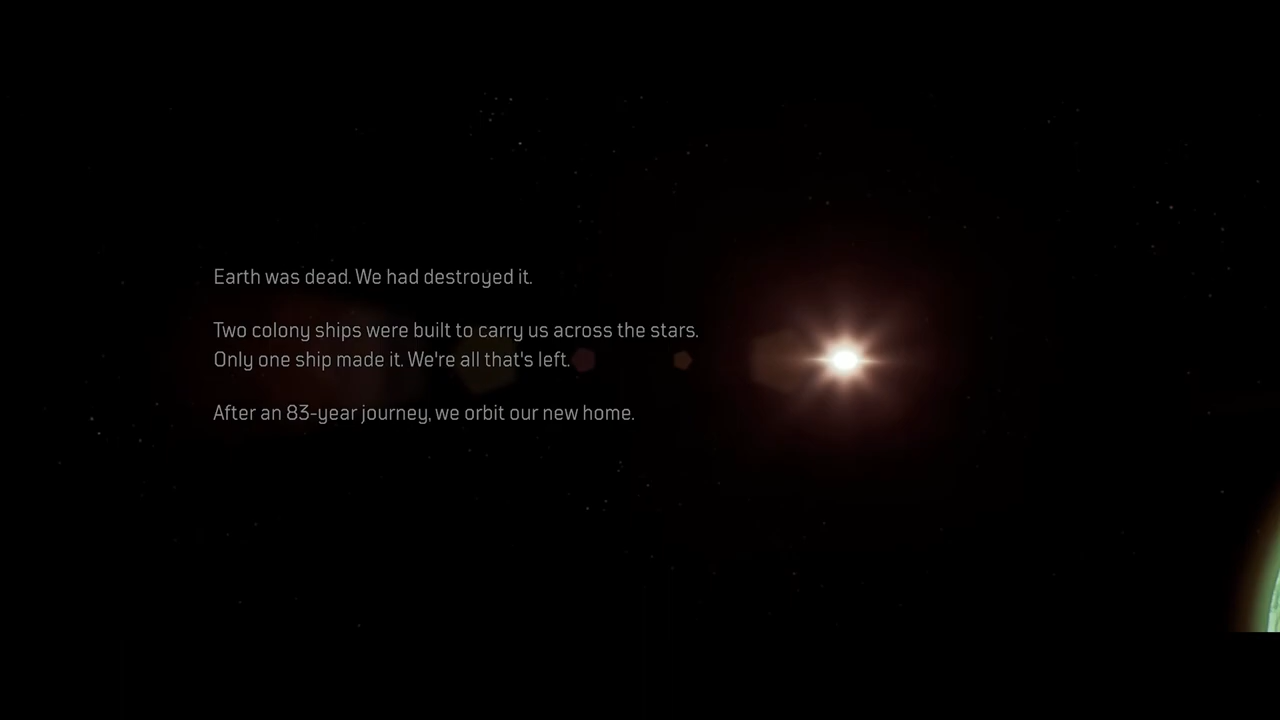 Earth was dead. We had destroyed it.
Two colony ships were built to carry us across the stars.
Only one ship made it. We're all that's left.
After an 83-year journey, we orbit our new home.